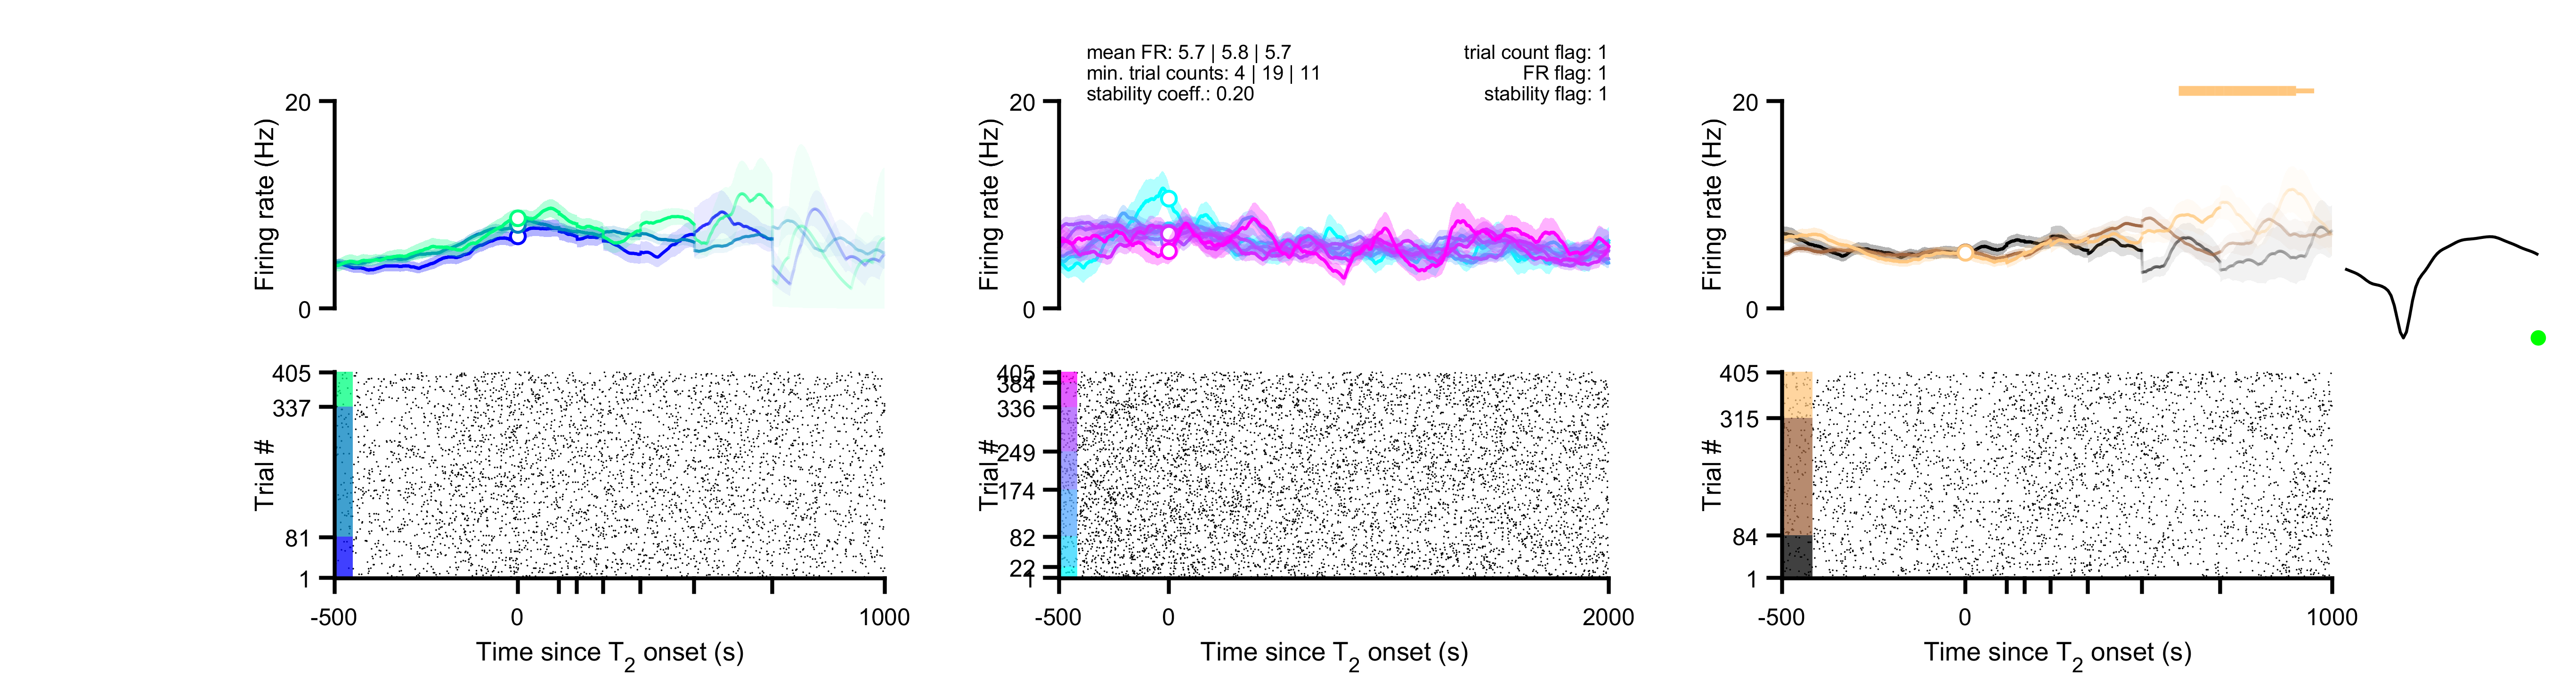 mean FR: 5.7 | 5.8 | 5.7
min. trial counts: 4 | 19 | 11
stability coeff.: 0.20
trial count flag: 1
FR flag: 1
stability flag: 1
20
0
Firing rate (Hz)
405
337
81
1
Trial #
-500
0
1000
Time since T2 onset (s)
20
0
Firing rate (Hz)
405
384
336
249
174
82
22
1
Trial #
-500
0
2000
Time since T2 onset (s)
20
0
Firing rate (Hz)
405
315
84
1
Trial #
-500
0
1000
Time since T2 onset (s)